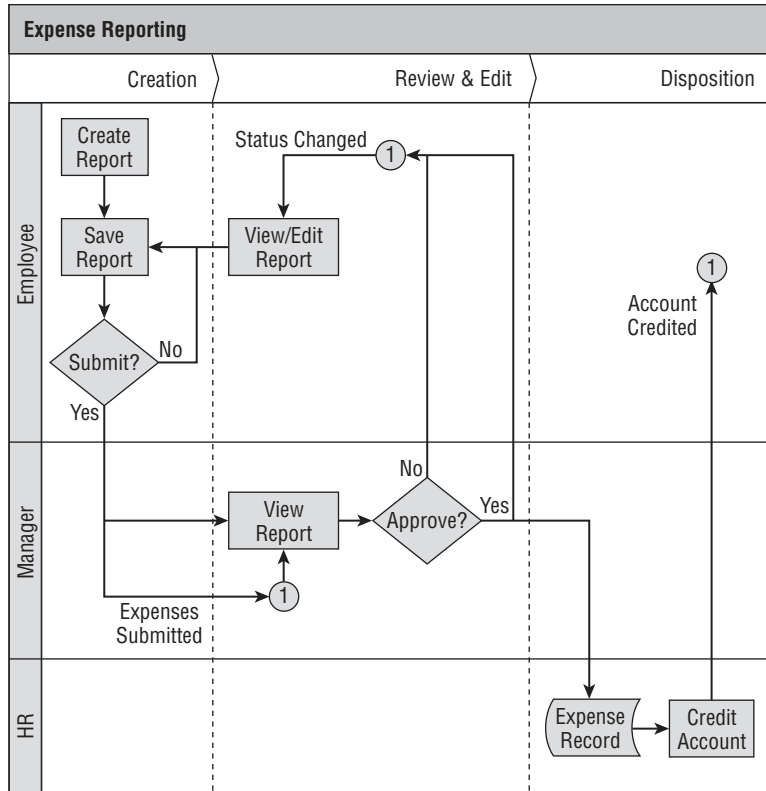 Expense Reporting
Creation
Review & Edit
Disposition
Employee
Create
Report
Status Changed
1
Save
Report
View/Edit
Report
1
Account
Credited
Submit?
No
Yes
Manager
No
View
Report
Approve?
Yes
1
Expenses
Submitted
HR
Expense
Record
Credit
Account